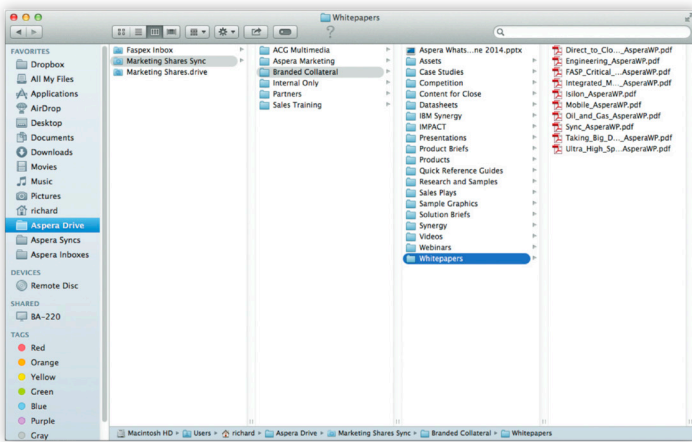 Whitepapers
FAVORITES
Dropbox
All My Files
Applications
AirDrop
Desktop
Documents
Downloads
Movies
Music
Pictures
richard
Aspera Drive
Aspera Syncs
Aspera Inboxes
DEVICES
Remote Disc
SHARED
BA-220
TAGS
Red
Orange
Yellow
Green
Blue
Purple
Gray
Faspex Inbox
Marketing Shares Sync
Marketing Shares.drive
ACG Multimedia
Aspera Marketing
Branded Collateral
Internal Only
Partners
Sales Training
?
Aspera Whats...ne 2014.pptx
Assets
Case Studies
Competition
Content for Close
Datasheets
IBM Synergy
IMPACT
Presentations
Product Briefs
Products
Quick Reference Guides
Research and Samples
Sales Plays
Sample Graphics
Solution Briefs
Synergy
Videos
Webinars
Whitepapers
Direct_to_Clo..._AsperaWP.pdf
Engineering_AsperaWP.pdf
FASP_Critical_...AsperaWP.pdf
Integrated_M..._AsperaWP.pdf
Isilon_AsperaWP.pdf
Mobile_AsperaWP.pdf
Oil_and_Gas_AsperaWP.pdf
Sync_AsperaWP.pdf
Taking_Big_D..._AsperaWP.pdf
Ultra_High_Sp...AsperaWP.pdf
Macintosh HD ▸ Users ▸ richard ▸ Aspera Drive ▸ Marketing Shares Sync ▸ Branded Collateral ▸ Whitepapers